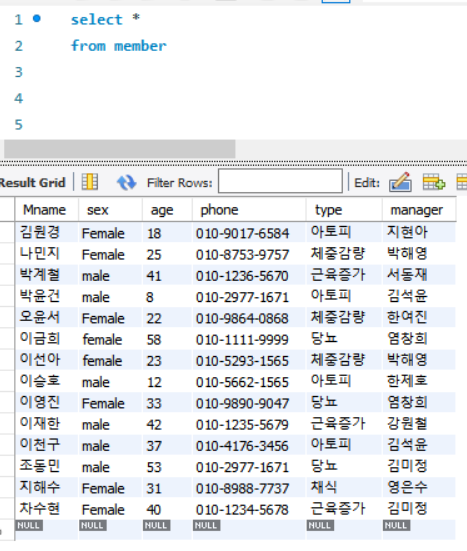 1 select *
2 from member
3
4
5
Result Grid Filter Rows: Edit:
Mname sex age phone type manager
김원경 Female 18 010-9017-6584 아토피 지현아
나민지 Female 25 010-8753-9757 체중감량 박해영
박계철 male 41 010-1236-5670 근육증가 서동재
박윤건 male 8 010-2977-1671 아토피 김석윤
오윤서 Female 22 010-9864-0868 체중감량 한여진
이금희 female 58 010-1111-9999 당뇨 염창희
이선아 female 23 010-5293-1565 체중감량 박해영
이승호 male 12 010-5662-1565 아토피 한제호
이영진 Female 33 010-9890-9047 당뇨 염창희
이재한 male 42 010-1235-5679 근육증가 강원철
이천구 male 37 010-4176-3456 아토피 김석윤
조동민 male 53 010-2977-1671 당뇨 김미정
지해수 Female 31 010-8988-7737 채식 영은수
차수현 Female 40 010-1234-5678 근육증가 김미정
NULL NULL NULL NULL NULL NULL